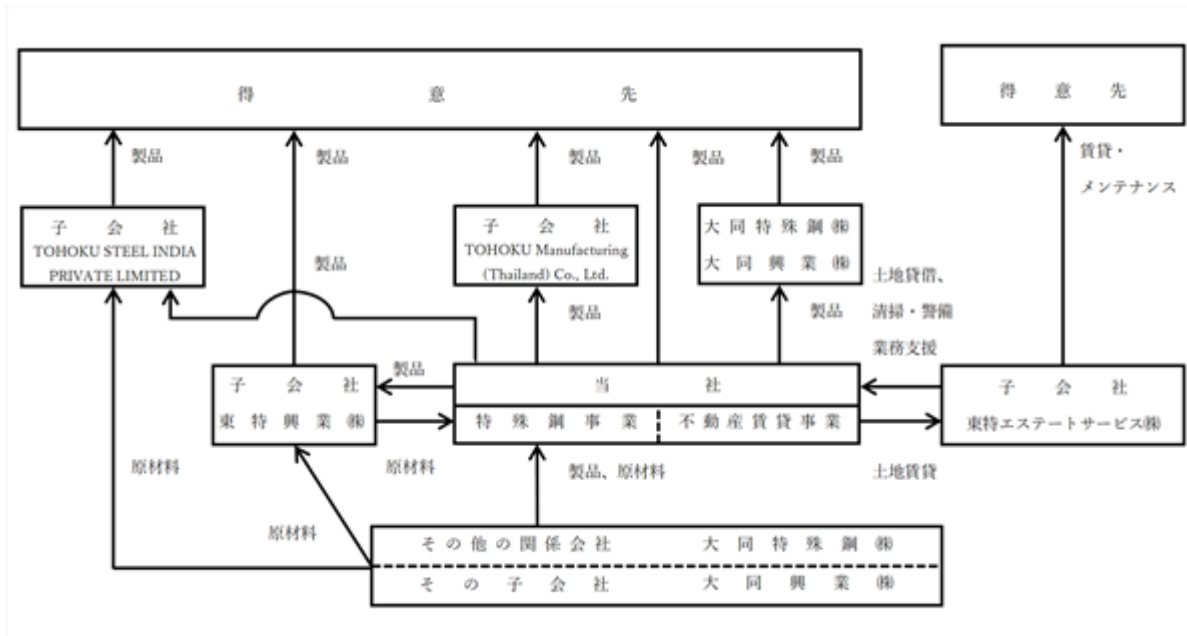 得意先
得意先
製品
製品
製品
製品
製品
賃貸・
メンテナンス
子会社
TOHOKU STEEL INDIA
PRIVATE LIMITED
子会社
TOHOKU Manufacturing
(Thailand) Co., Ltd.
大同特殊鋼㈱
大同興業㈱
製品
製品
製品
土地貸借、
清掃・警備
業務支援
製品
子会社
東特興業㈱
当社
特殊鋼事業
不動産賃貸事業
子会社
東特エステートサービス㈱
原材料
原材料
製品、原材料
土地賃貸
原材料
その他の関係会社 大同特殊鋼㈱
その子会社 大同興業㈱